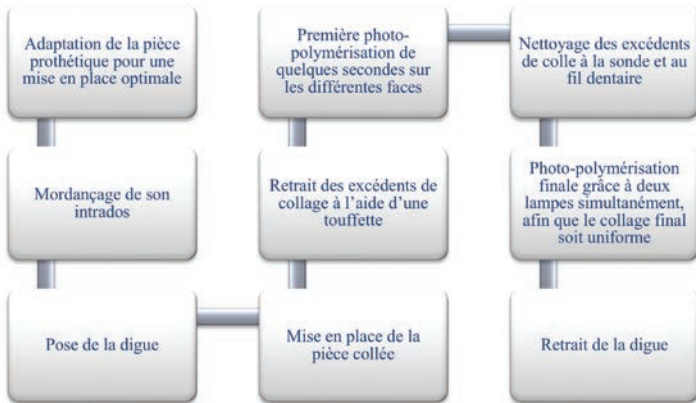 Adaptation de la pièce
prothétique pour une
mise en place optimale
Mordançage de son
intrados
Pose de la digue
Mise en place de la
pièce collée
Retrait des excédents de
collage à l’aide d’une
touffette
Première photo-
polymérisation de
quelques secondes sur
les différentes faces
Nettoyage des excédents
de colle à la sonde et au
fil dentaire
Photo-polymérisation
finale grâce à deux
lampes simultanément,
afin que le collage final
soit uniforme
Retrait de la digue